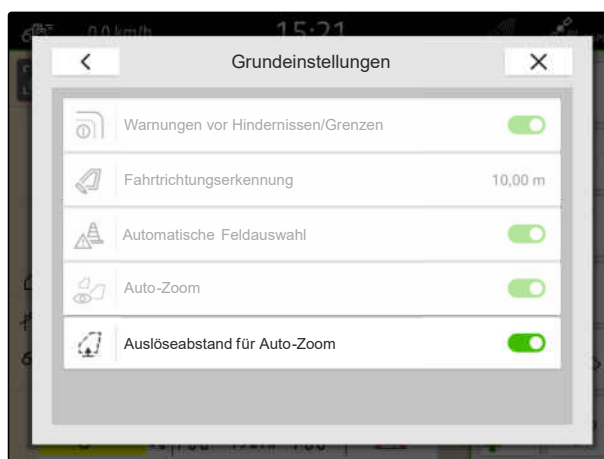 0.0 km/h
15:21
Grundeinstellungen
Warnungen vor Hindernissen/Grenzen
Fahrtrichtungserkennung
10,00 m
Automatische Feldauswahl
Auto-Zoom
Auslöseabstand für Auto-Zoom